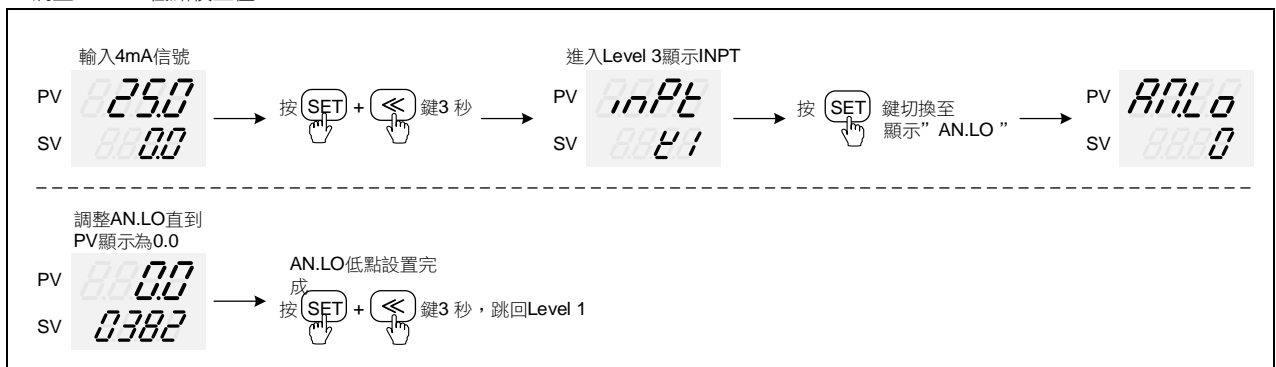 輸入4mA信號
PV 25.0
SV 0.0
按 SET + ≪ 鍵3 秒
進入Level 3顯示INPT
PV inPt
SV K1
按 SET 鍵切換至
顯示”AN.LO”
PV AN.Lo
SV 0
調整AN.LO直到
PV顯示為0.0
PV 0.0
SV 0382
AN.LO低點設置完
成
按 SET + ≪ 鍵3 秒，跳回Level 1